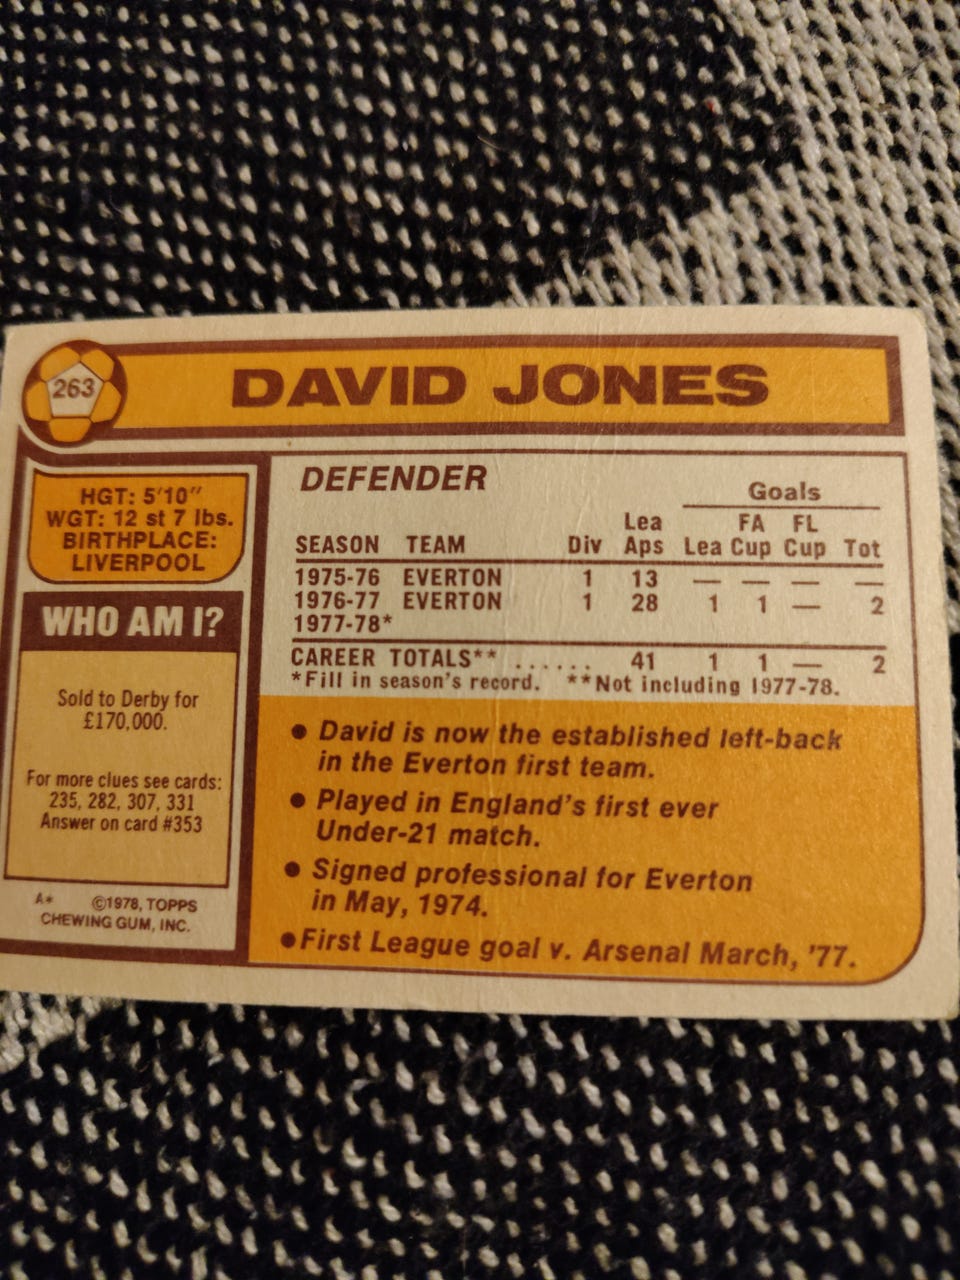 263
DAVID JONES
HGT: 5'10"
WGT: 12 st 7 lbs.
BIRTHPLACE:
LIVERPOOL
WHO AM I?
Sold to Derby for
£170,000.
For more clues see cards:
235, 282, 307, 331
Answer on card #353
A* ©1978, TOPPS
CHEWING GUM, INC.
DEFENDER
Goals
Lea FA FL
SEASON TEAM Div Aps Lea Cup Cup Tot
1975-76 EVERTON 1 13 — — — —
1976-77 EVERTON 1 28 1 1 — 2
1977-78*
CAREER TOTALS** ...... 41 1 1 — 2
*Fill in season's record. **Not including 1977-78.
• David is now the established left-back
in the Everton first team.
• Played in England's first ever
Under-21 match.
• Signed professional for Everton
in May, 1974.
• First League goal v. Arsenal March, '77.